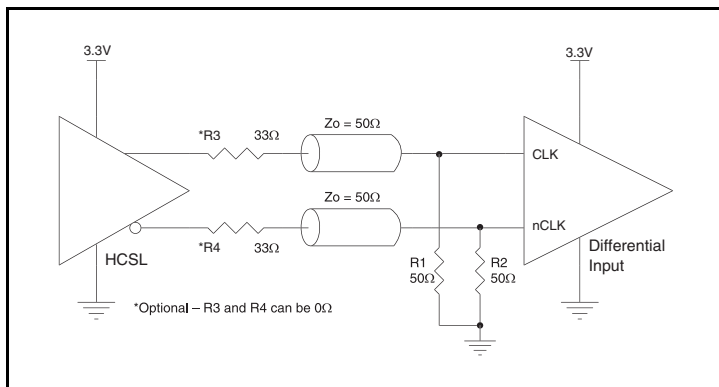 3.3V
3.3V
*R3
33Ω
Zo = 50Ω
CLK
Zo = 50Ω
nCLK
*R4
33Ω
HCSL
Differential
Input
R1
50Ω
R2
50Ω
*Optional – R3 and R4 can be 0Ω